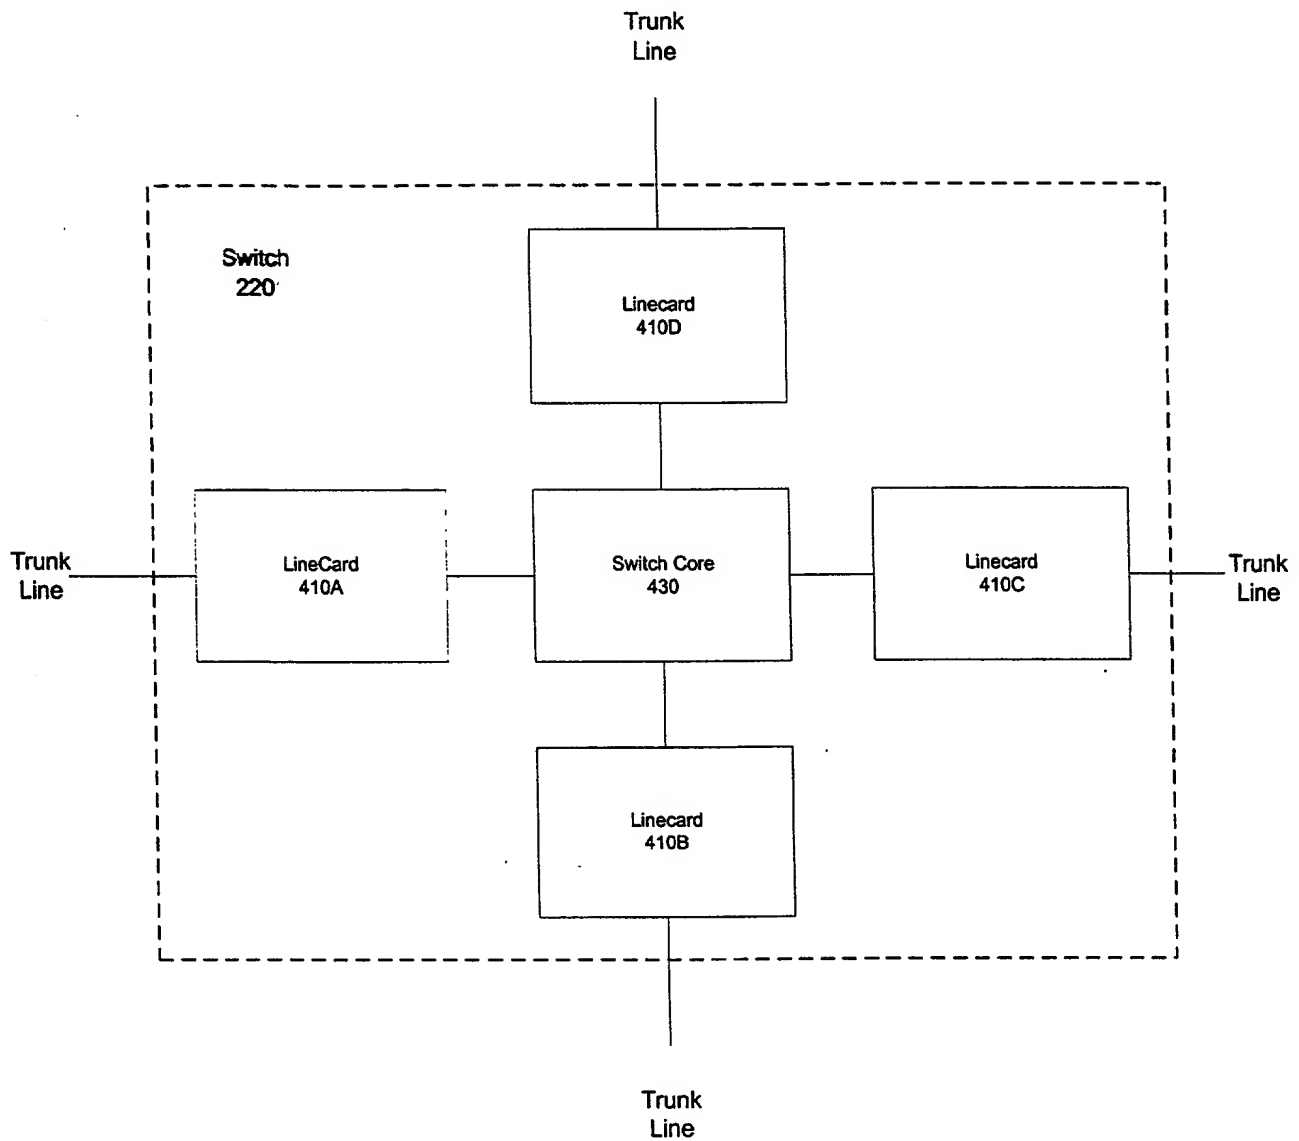 Trunk
Line
Switch
220
Linecard
410D
Trunk
Line
LineCard
410A
Switch Core
430
Linecard
410C
Trunk
Line
Linecard
410B
Trunk
Line